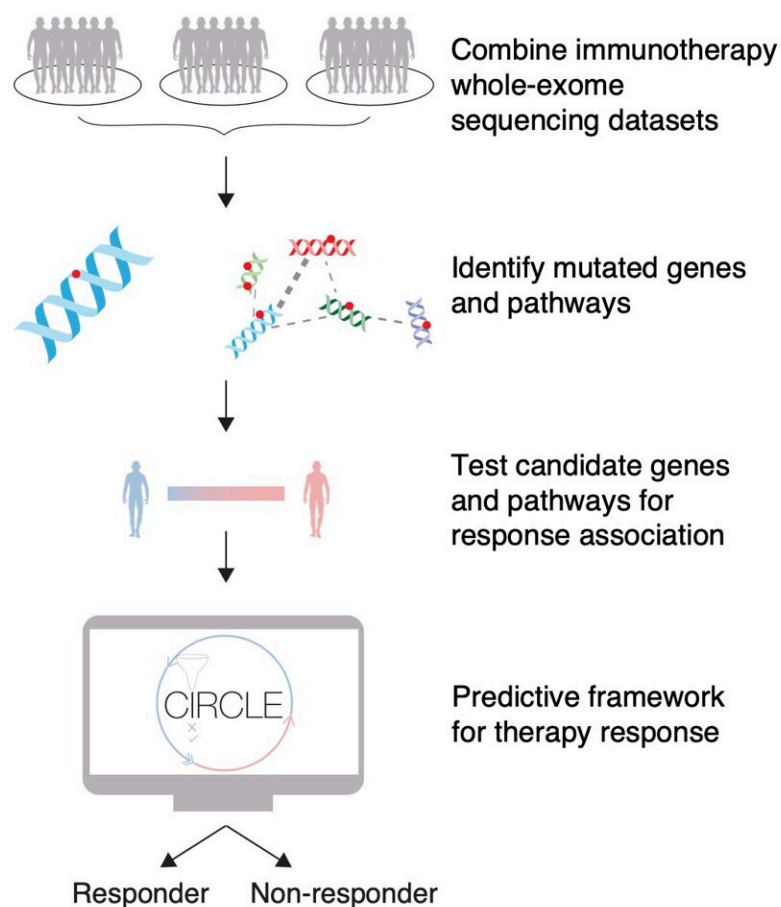 Combine immunotherapy
whole-exome
sequencing datasets
Identify mutated genes
and pathways
Test candidate genes
and pathways for
response association
CIRCLE
Predictive framework
for therapy response
Responder
Non-responder